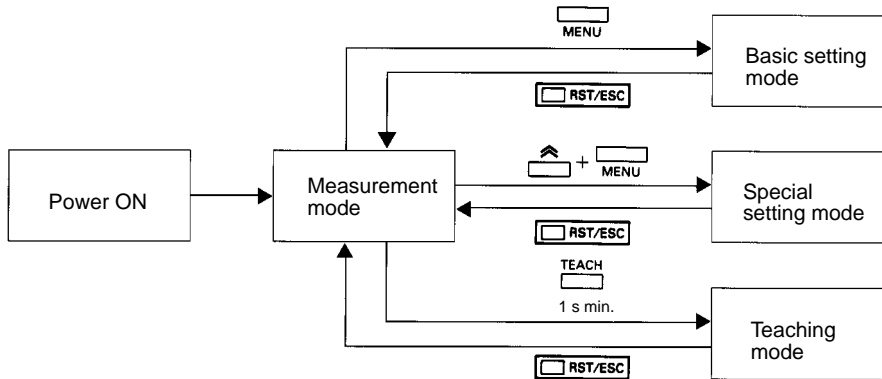 MENU
Basic setting
mode
RST/ESC
Power ON
Measurement
mode
+
MENU
Special
setting mode
RST/ESC
TEACH
1 s min.
Teaching
mode
RST/ESC